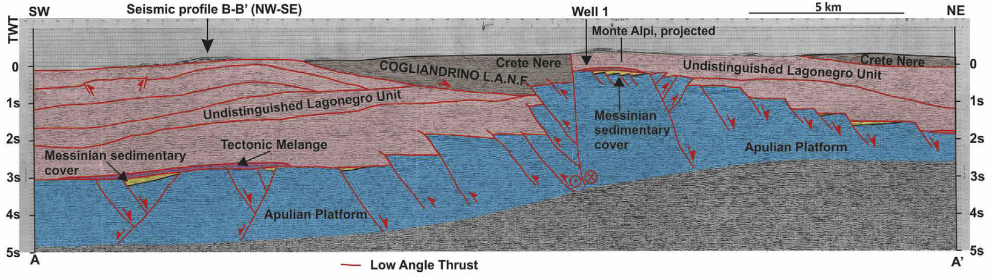 SW
Seismic profile B-B' (NW-SE)
Well 1
5 km
NE
TWT
Monte Alpi, projected
Crete Nere
Crete Nere
COGLIANDRINO L.A.N.F.
Undistinguished Lagonegro Unit
Undistinguished Lagonegro Unit
0
1s
2s
3s
4s
5s
0
1s
2s
3s
4s
5s
Messinian
sedimentary
cover
Tectonic Melange
Messinian sedimentary
cover
Apulian Platform
Apulian Platform
A
A'
Low Angle Thrust